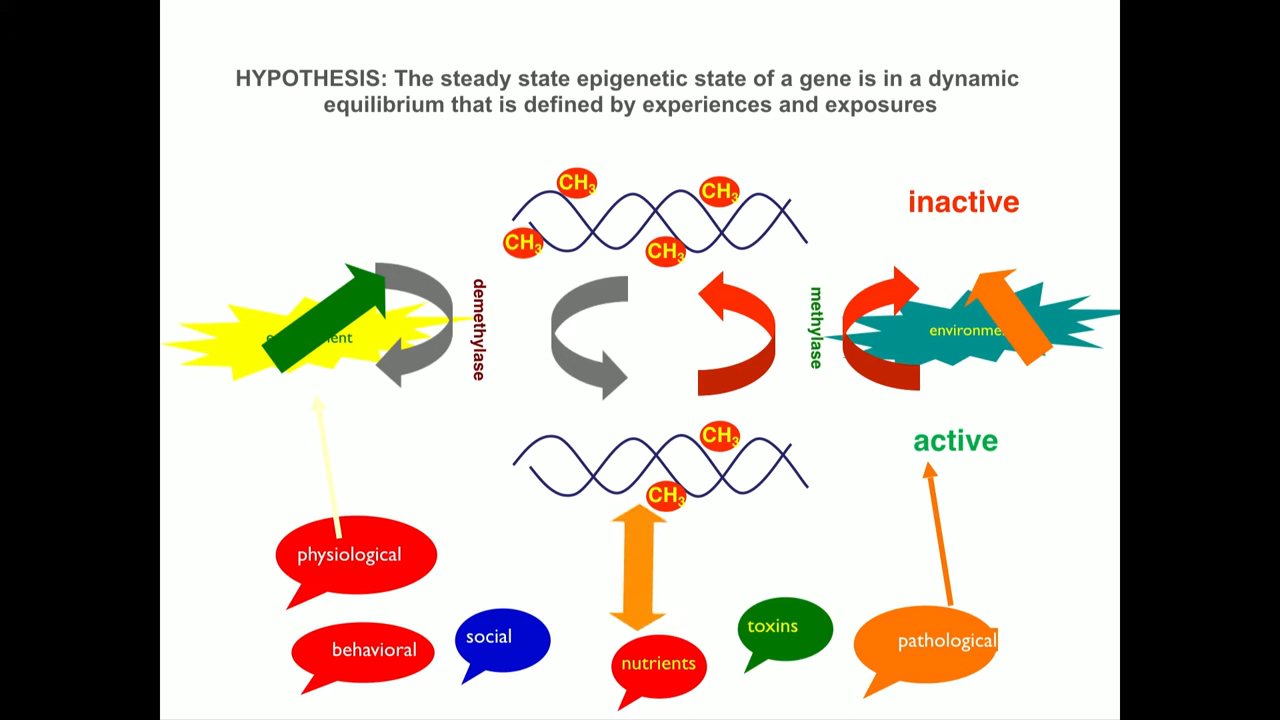 HYPOTHESIS: The steady state epigenetic state of a gene is in a dynamic
equilibrium that is defined by experiences and exposures
CH3
CH3
inactive
CH3
CH3
demethylase
methylase
CH3
active
CH3
physiological
behavioral
social
nutrients
toxins
pathological